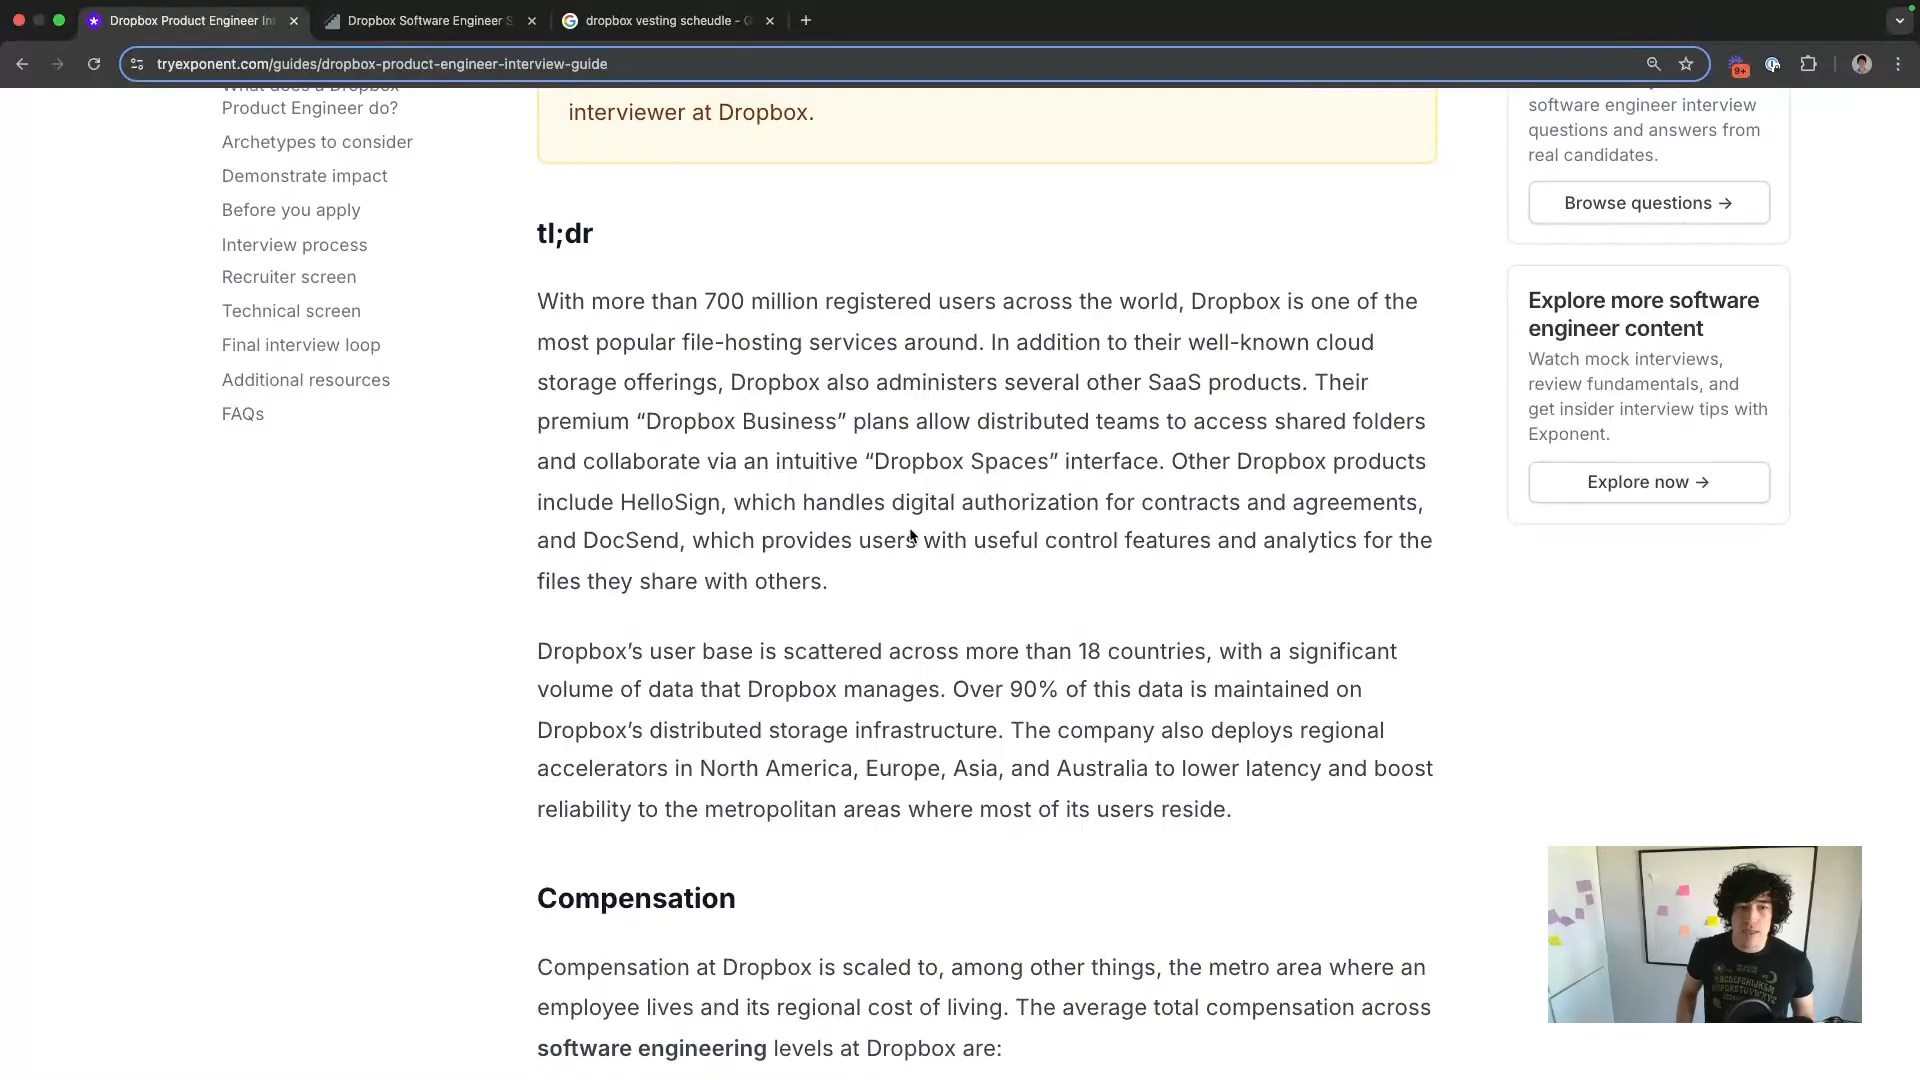 Dropbox Product Engineer In
Dropbox Software Engineer S
dropbox vesting scheudle - G
tryexponent.com/guides/dropbox-product-engineer-interview-guide
9+
What does a Dropbox
Product Engineer do?
Archetypes to consider
Demonstrate impact
Before you apply
Interview process
Recruiter screen
Technical screen
Final interview loop
Additional resources
FAQs
interviewer at Dropbox.
tl;dr
With more than 700 million registered users across the world, Dropbox is one of the
most popular file-hosting services around. In addition to their well-known cloud
storage offerings, Dropbox also administers several other SaaS products. Their
premium “Dropbox Business” plans allow distributed teams to access shared folders
and collaborate via an intuitive “Dropbox Spaces” interface. Other Dropbox products
include HelloSign, which handles digital authorization for contracts and agreements,
and DocSend, which provides users with useful control features and analytics for the
files they share with others.
Dropbox’s user base is scattered across more than 18 countries, with a significant
volume of data that Dropbox manages. Over 90% of this data is maintained on
Dropbox’s distributed storage infrastructure. The company also deploys regional
accelerators in North America, Europe, Asia, and Australia to lower latency and boost
reliability to the metropolitan areas where most of its users reside.
Compensation
Compensation at Dropbox is scaled to, among other things, the metro area where an
employee lives and its regional cost of living. The average total compensation across
software engineering levels at Dropbox are:
software engineer interview
questions and answers from
real candidates.
Browse questions →
Explore more software
engineer content
Watch mock interviews,
review fundamentals, and
get insider interview tips with
Exponent.
Explore now →